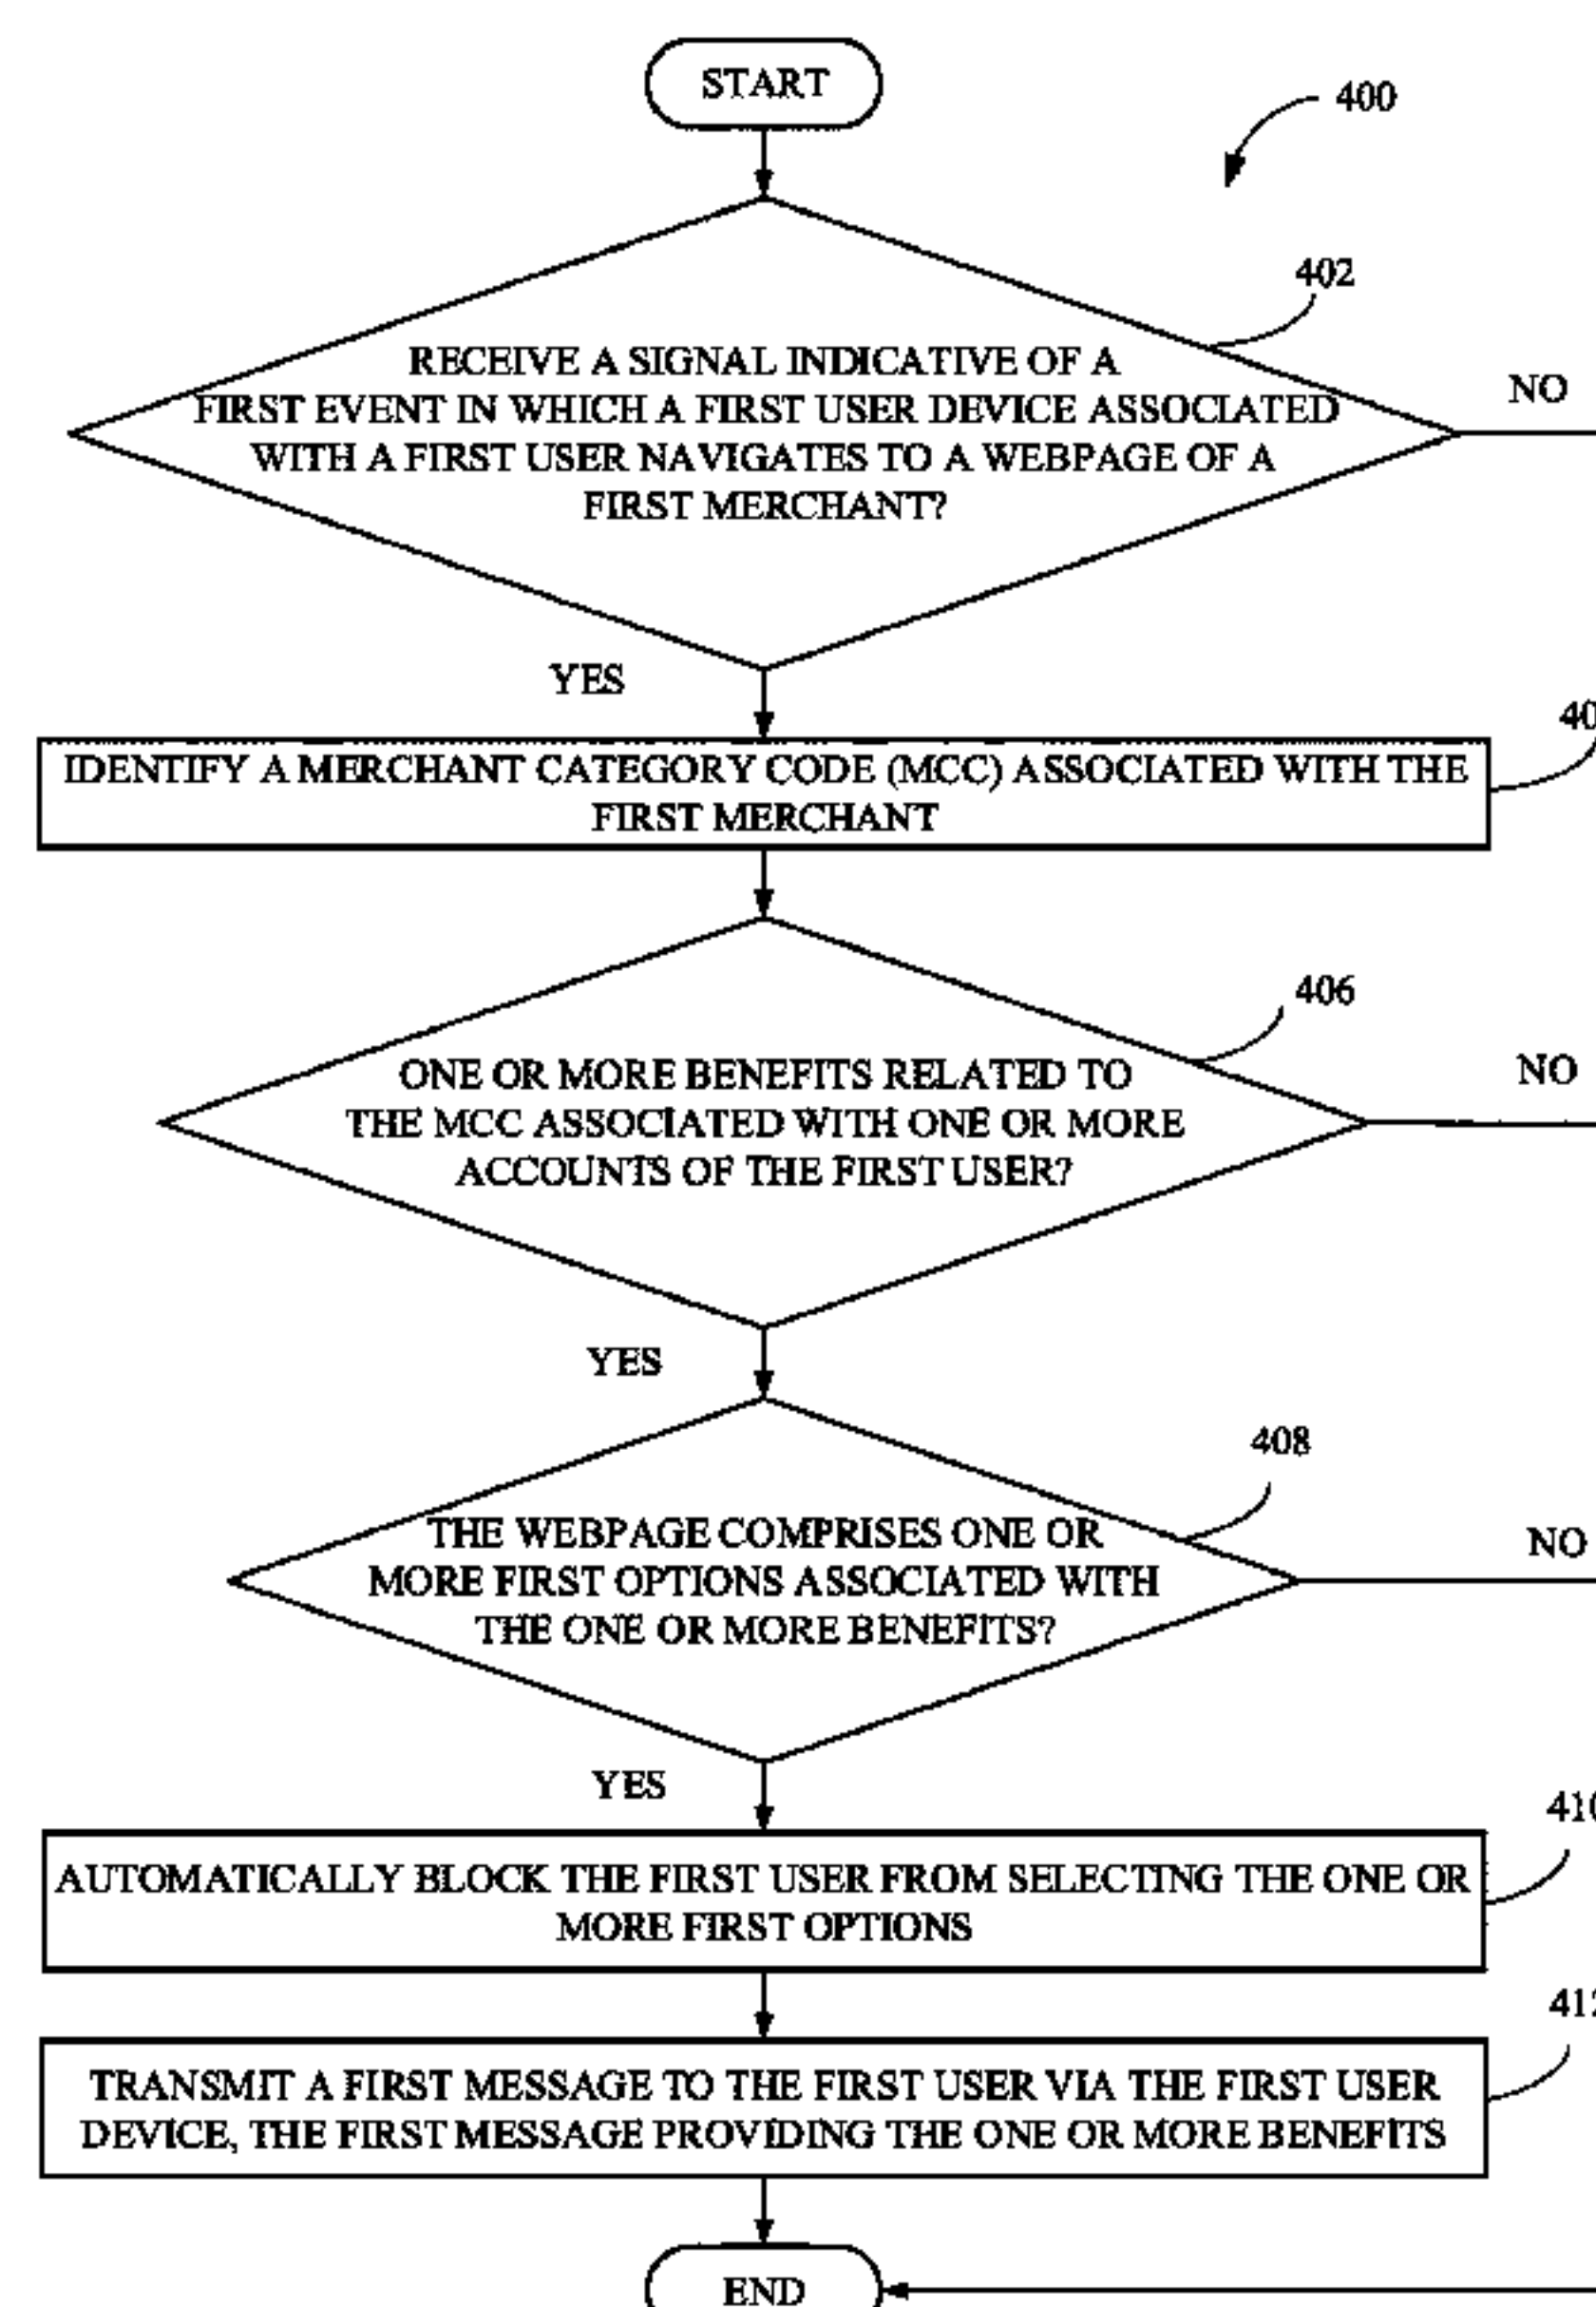 START
400
402
RECEIVE A SIGNAL INDICATIVE OF A
FIRST EVENT IN WHICH A FIRST USER DEVICE ASSOCIATED
WITH A FIRST USER NAVIGATES TO A WEBPAGE OF A
FIRST MERCHANT?
NO
YES
IDENTIFY A MERCHANT CATEGORY CODE (MCC) ASSOCIATED WITH THE
FIRST MERCHANT
406
ONE OR MORE BENEFITS RELATED TO
THE MCC ASSOCIATED WITH ONE OR MORE
ACCOUNTS OF THE FIRST USER?
NO
YES
408
THE WEBPAGE COMPRISES ONE OR
MORE FIRST OPTIONS ASSOCIATED WITH
THE ONE OR MORE BENEFITS?
NO
YES
AUTOMATICALLY BLOCK THE FIRST USER FROM SELECTING THE ONE OR
MORE FIRST OPTIONS
TRANSMIT A FIRST MESSAGE TO THE FIRST USER VIA THE FIRST USER
DEVICE, THE FIRST MESSAGE PROVIDING THE ONE OR MORE BENEFITS
END